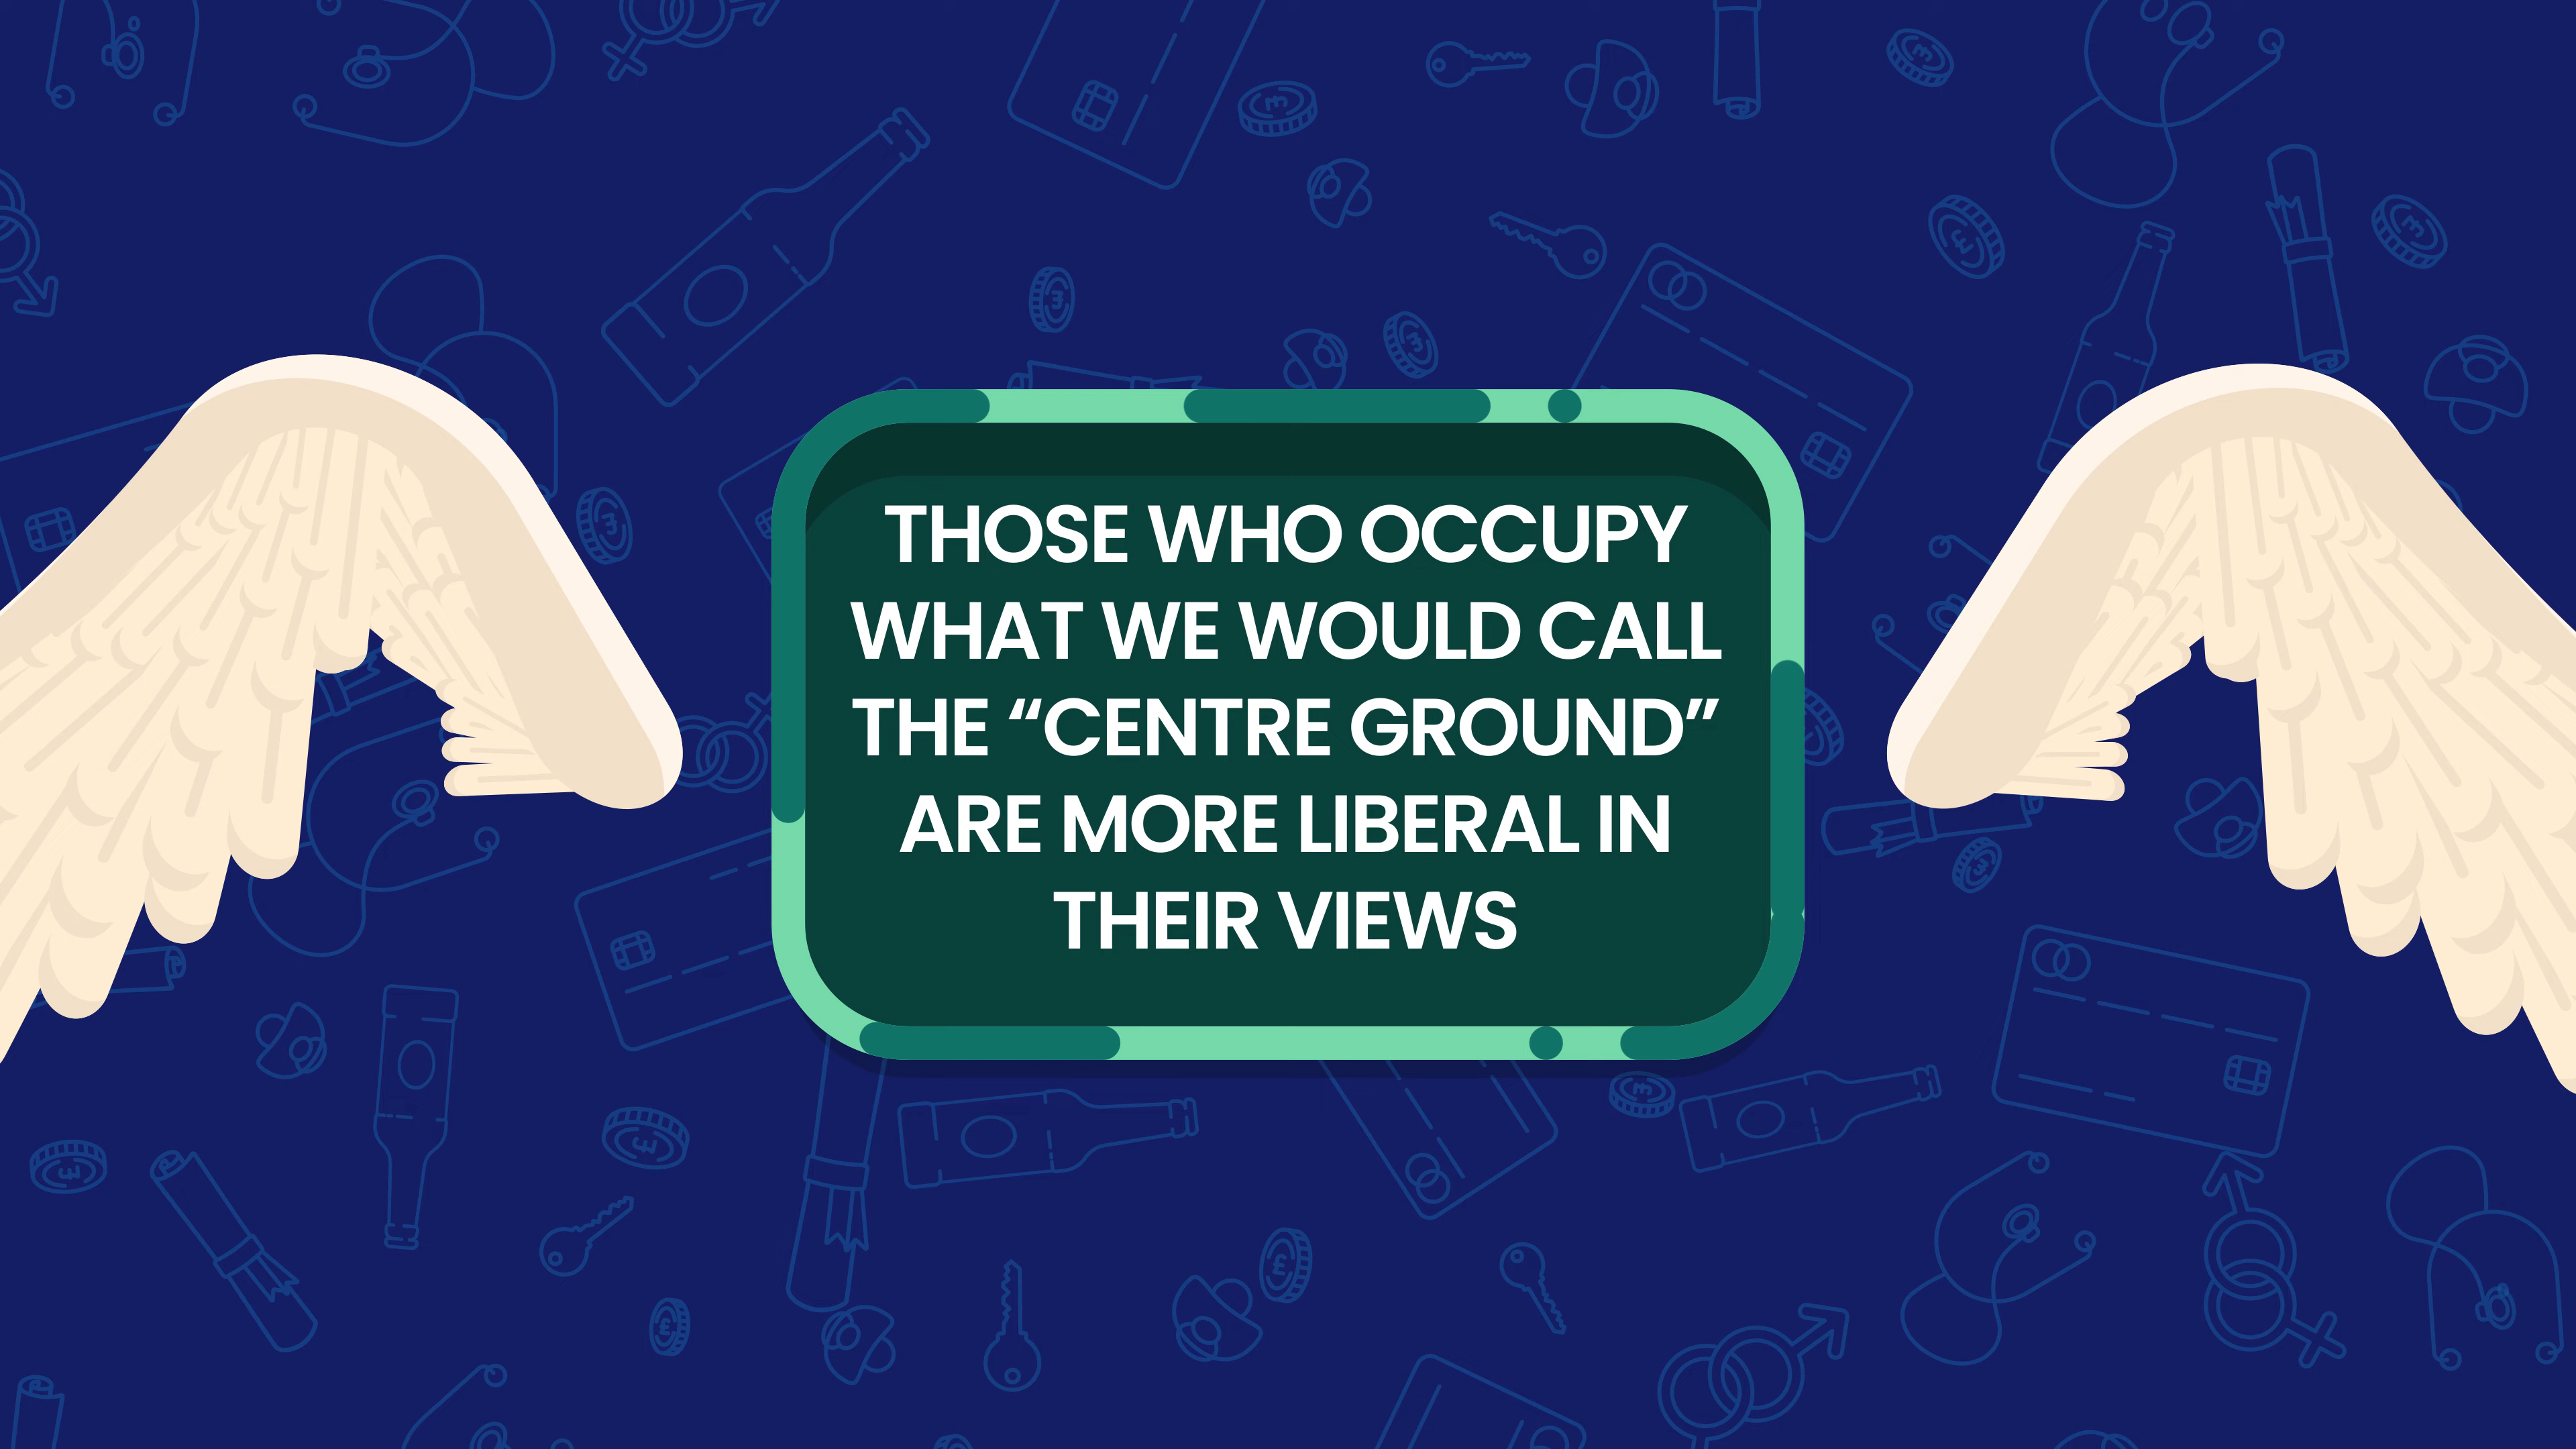 THOSE WHO OCCUPY
WHAT WE WOULD CALL
THE “CENTRE GROUND”
ARE MORE LIBERAL IN
THEIR VIEWS